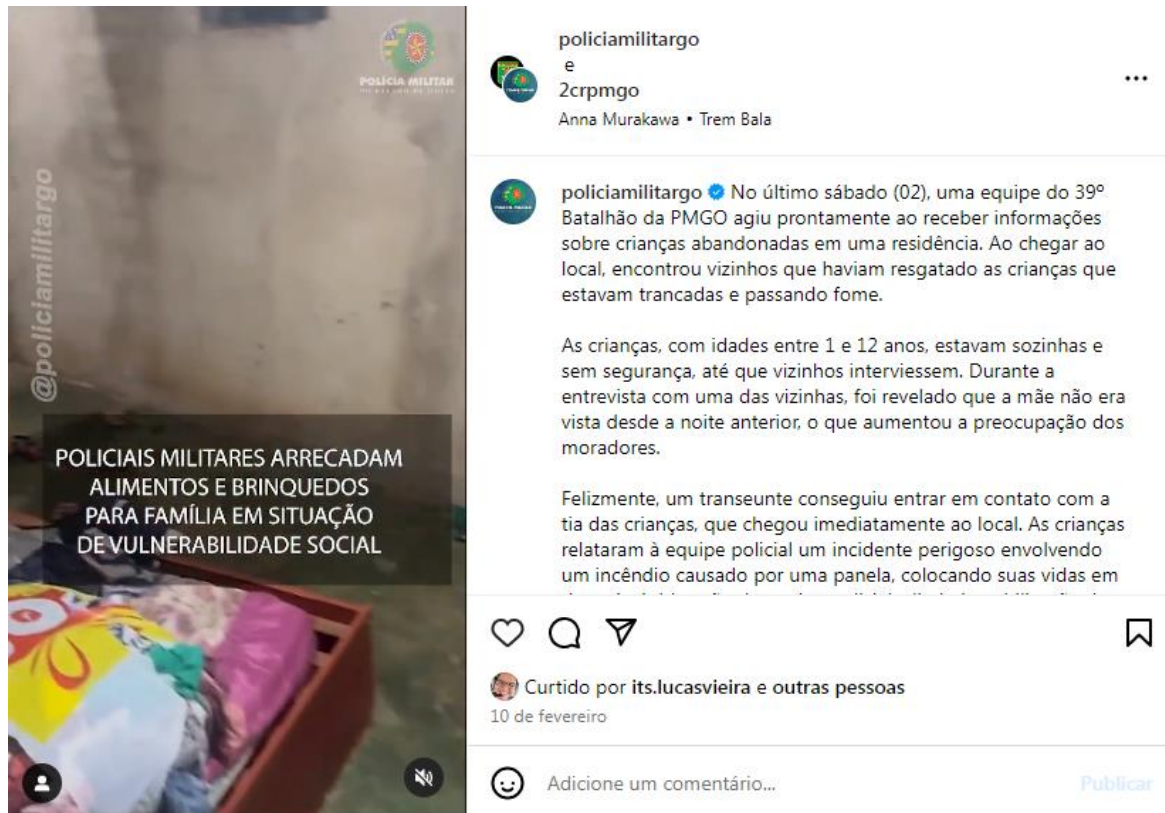 POLÍCIA MILITAR
@policiamilitargo
POLICIAIS MILITARES ARRECADAM
ALIMENTOS E BRINQUEDOS
PARA FAMÍLIA EM SITUAÇÃO
DE VULNERABILIDADE SOCIAL
policiamilitargo
e
2crpmgo
Anna Murakawa • Trem Bala
policiamilitargo No último sábado (02), uma equipe do 39º
Batalhão da PMGO agiu prontamente ao receber informações
sobre crianças abandonadas em uma residência. Ao chegar ao
local, encontrou vizinhos que haviam resgatado as crianças que
estavam trancadas e passando fome.
As crianças, com idades entre 1 e 12 anos, estavam sozinhas e
sem segurança, até que vizinhos interviessem. Durante a
entrevista com uma das vizinhas, foi revelado que a mãe não era
vista desde a noite anterior, o que aumentou a preocupação dos
moradores.
Felizmente, um transeunte conseguiu entrar em contato com a
tia das crianças, que chegou imediatamente ao local. As crianças
relataram à equipe policial um incidente perigoso envolvendo
um incêndio causado por uma panela, colocando suas vidas em
Curtido por its.lucasvieira e outras pessoas
10 de fevereiro
Adicione um comentário...
Publicar